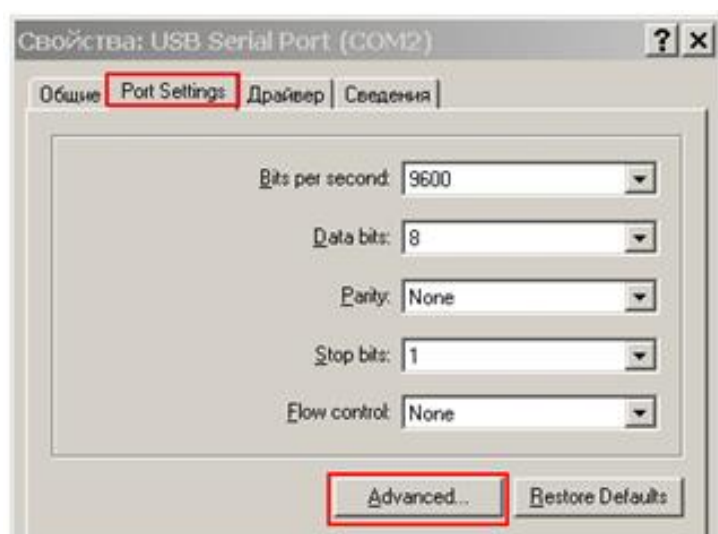 Свойства: USB Serial Port (COM2)
Общие Port Settings Драйвер Сведения
Bits per second: 9600
Data bits: 8
Parity: None
Stop bits: 1
Flow control: None
Advanced... Restore Defaults